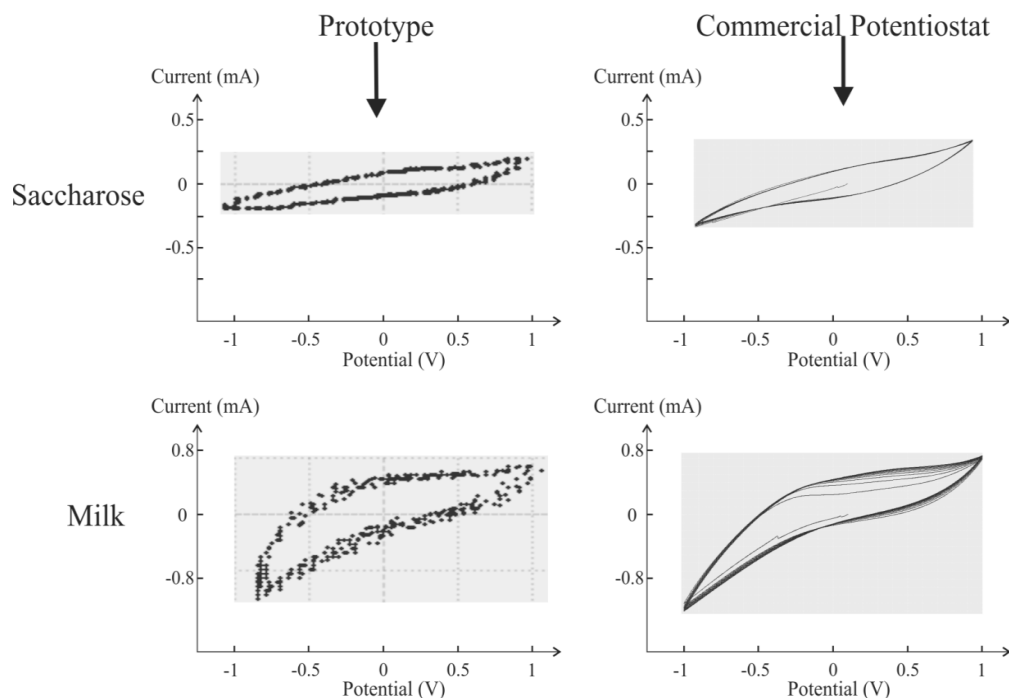 Prototype
Commercial Potentiostat
Saccharose
Current (mA)
0.5
0
-0.5
-1
-0.5
0
0.5
1
Potential (V)
Current (mA)
0.5
0
-0.5
-1
-0.5
0
0.5
1
Potential (V)
Milk
Current (mA)
0.8
0
-0.8
-1
-0.5
0
0.5
1
Potential (V)
Current (mA)
0.8
0
-0.8
-1
-0.5
0
0.5
1
Potential (V)